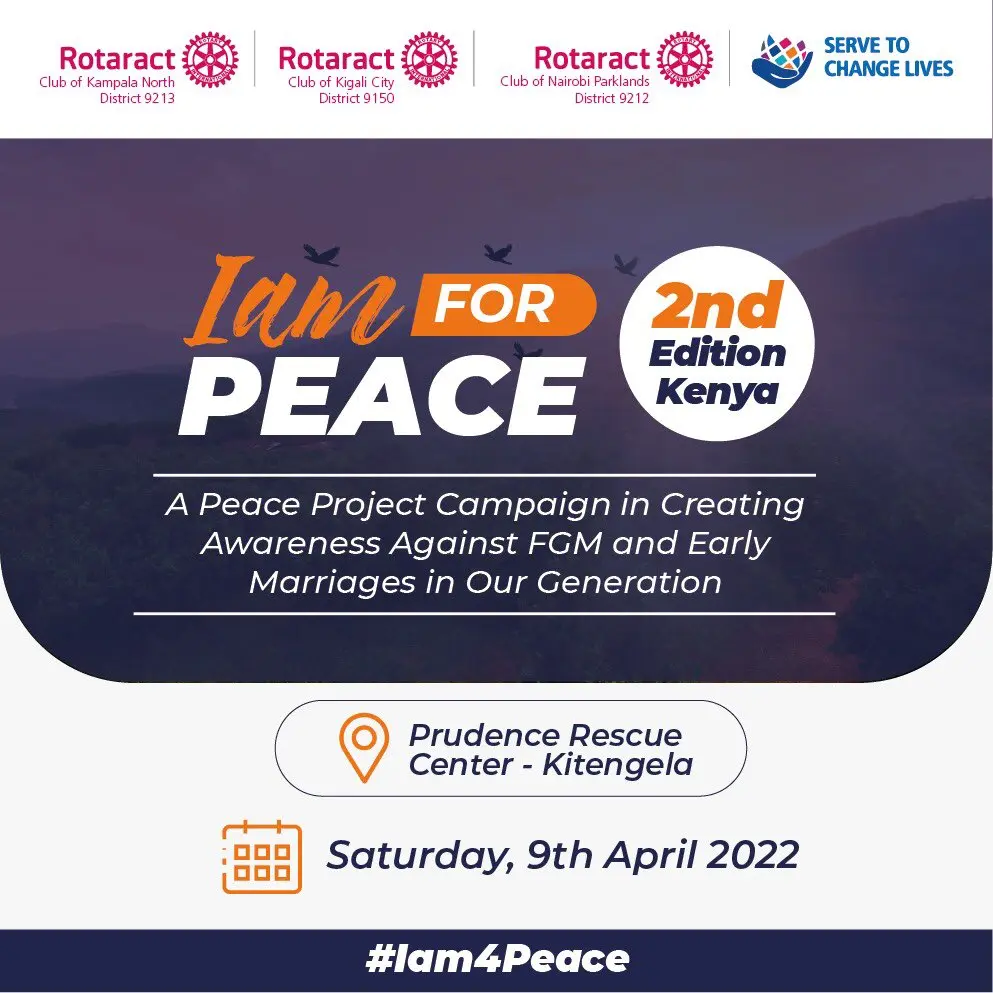 Rotaract
Club of Kampala North
District 9213
Rotaract
Club of Kigali City
District 9150
Rotaract
Club of Nairobi Parklands
District 9212
SERVE TO
CHANGE LIVES
I am FOR
PEACE
2nd
Edition
Kenya
A Peace Project Campaign in Creating
Awareness Against FGM and Early
Marriages in Our Generation
Prudence Rescue
Center - Kitengela
Saturday, 9th April 2022
#Iam4Peace